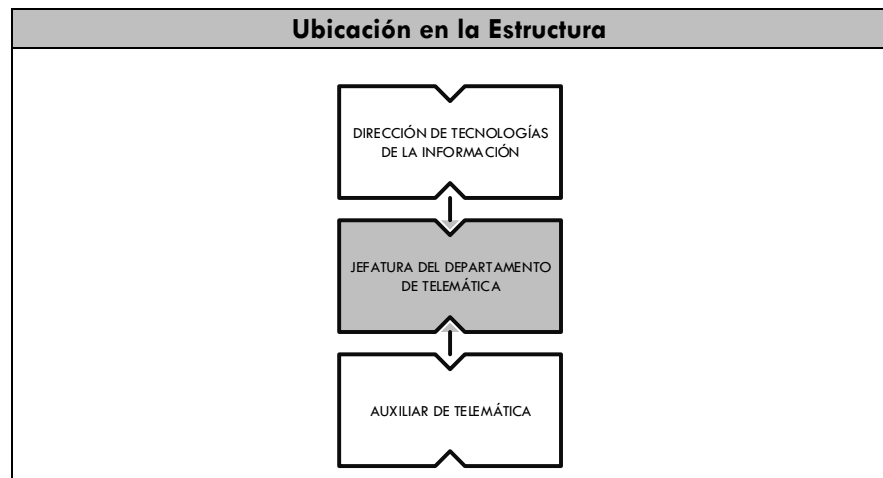 Ubicación en la Estructura
DIRECCIÓN DE TECNOLOGÍAS
DE LA INFORMACIÓN
JEFATURA DEL DEPARTAMENTO
DE TELEMÁTICA
AUXILIAR DE TELEMÁTICA